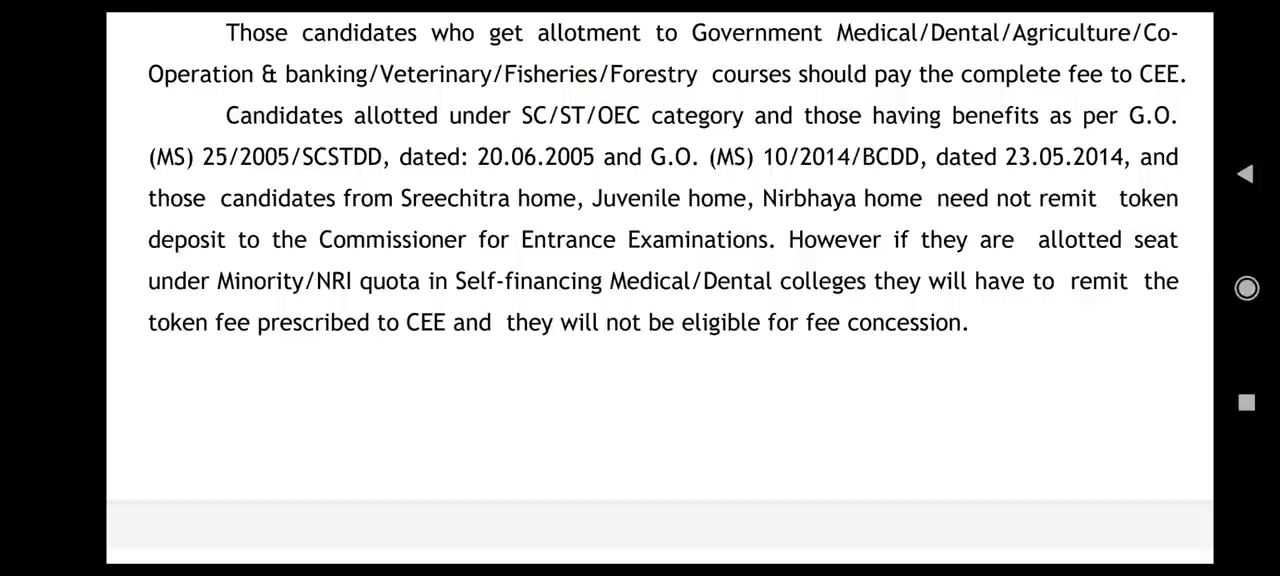 Those candidates who get allotment to Government Medical/Dental/Agriculture/Co-
Operation & banking/Veterinary/Fisheries/Forestry courses should pay the complete fee to CEE.
Candidates allotted under SC/ST/OEC category and those having benefits as per G.O.
(MS) 25/2005/SCSTDD, dated: 20.06.2005 and G.O. (MS) 10/2014/BCDD, dated 23.05.2014, and
those candidates from Sreechitra home, Juvenile home, Nirbhaya home need not remit token
deposit to the Commissioner for Entrance Examinations. However if they are allotted seat
under Minority/NRI quota in Self-financing Medical/Dental colleges they will have to remit the
token fee prescribed to CEE and they will not be eligible for fee concession.